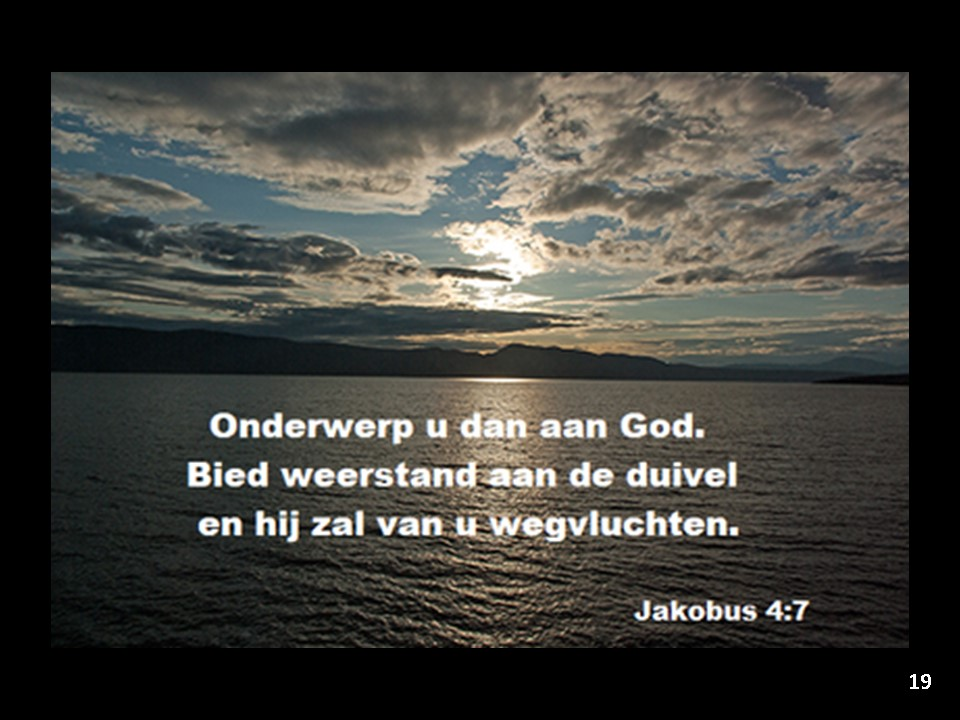 Onderwerp u dan aan God.
Bied weerstand aan de duivel
en hij zal van u wegvluchten.
Jakobus 4:7
19